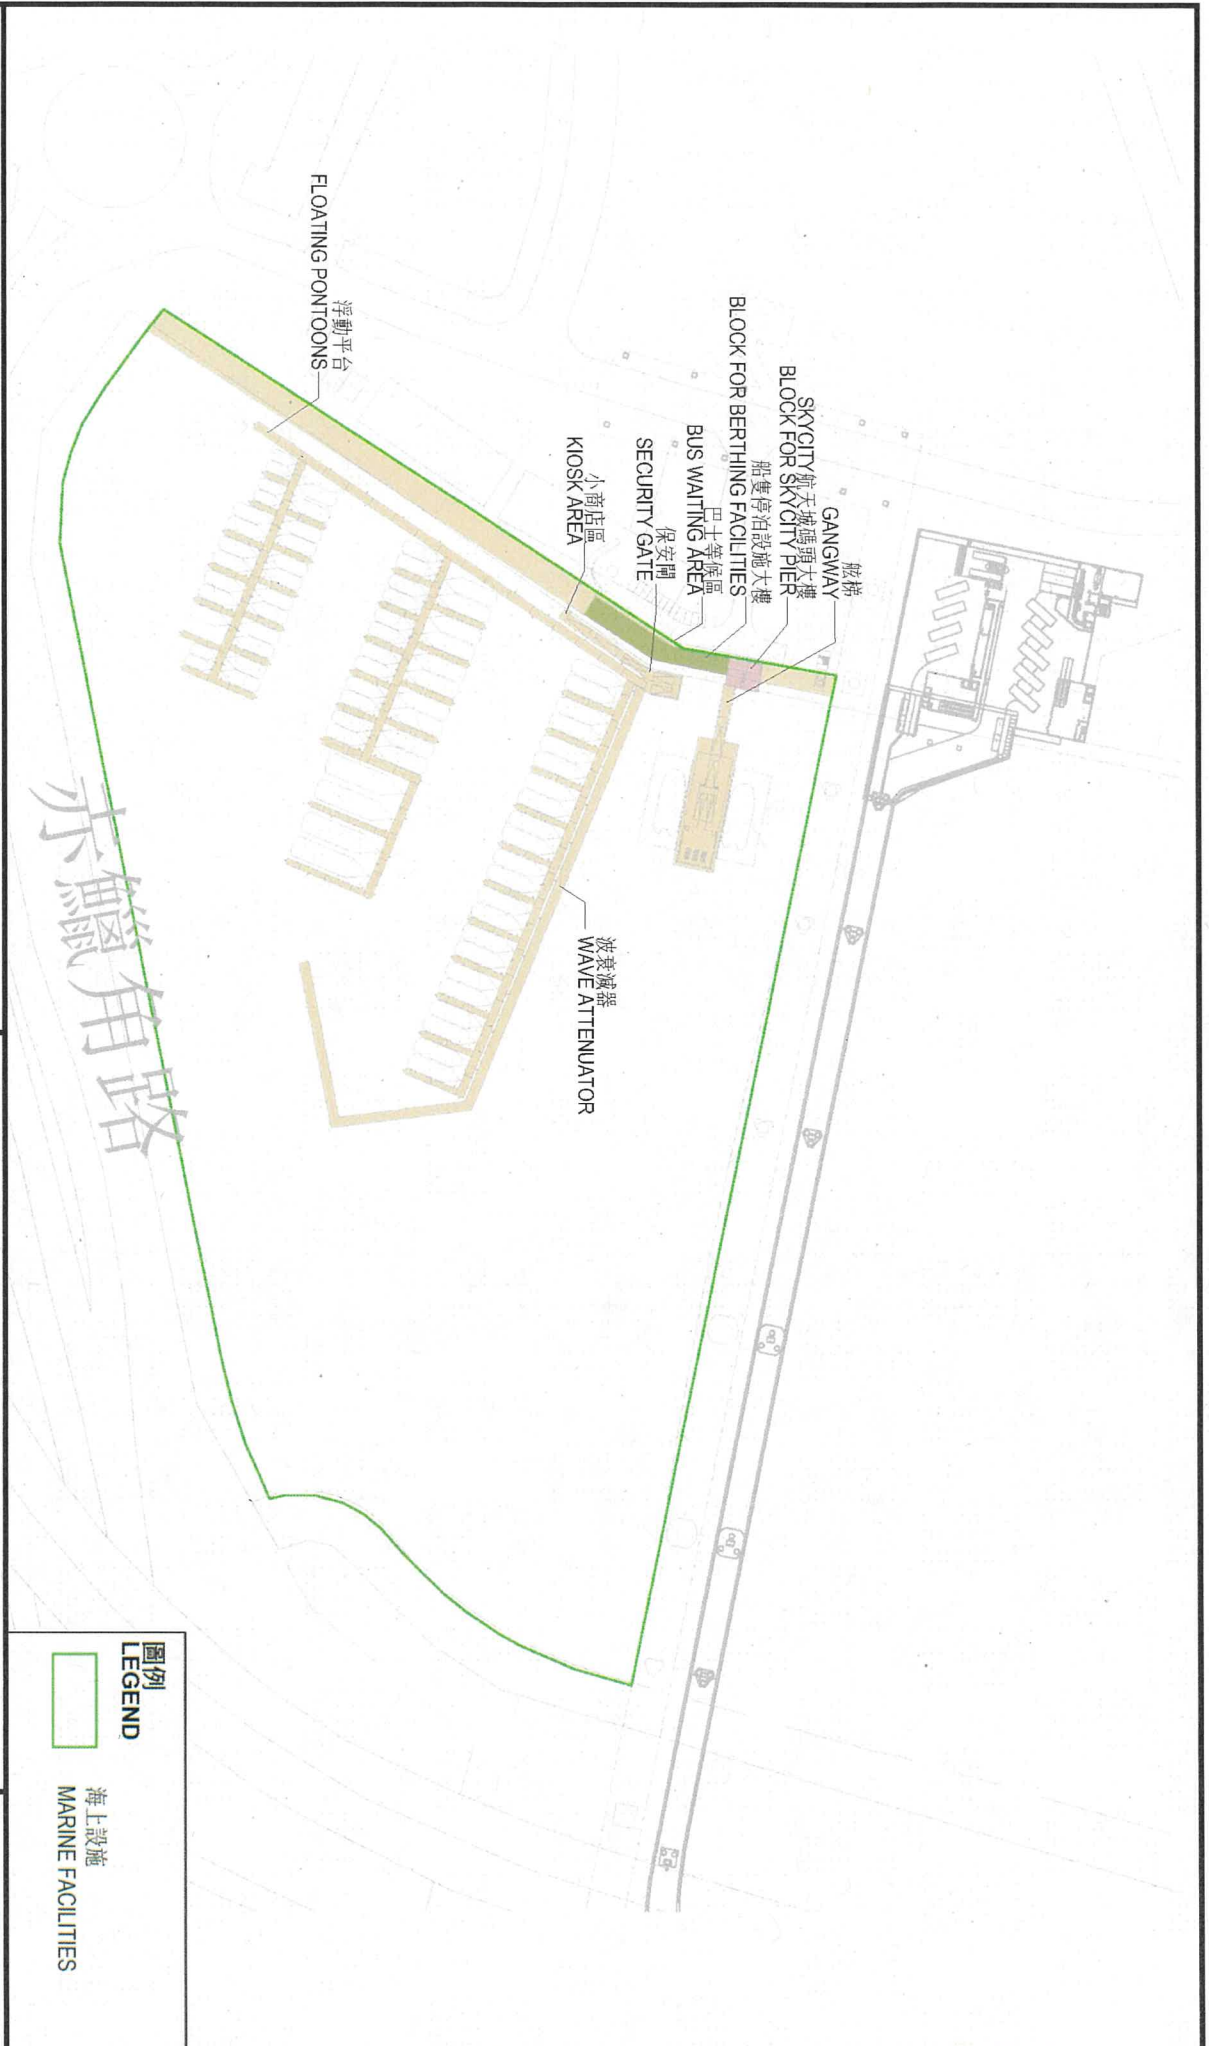 舷梯
GANGWAY
SKYCITY航天城碼頭大樓
BLOCK FOR SKYCITY PIER
船隻停泊設施大樓
BLOCK FOR BERTHING FACILITIES
巴士等候區
BUS WAITING AREA
保安閘
SECURITY GATE
小商店區
KIOSK AREA
浮動平台
FLOATING PONTOONS
波衰減器
WAVE ATTENUATOR
赤鱲角路
圖例
LEGEND
海上設施
MARINE FACILITIES